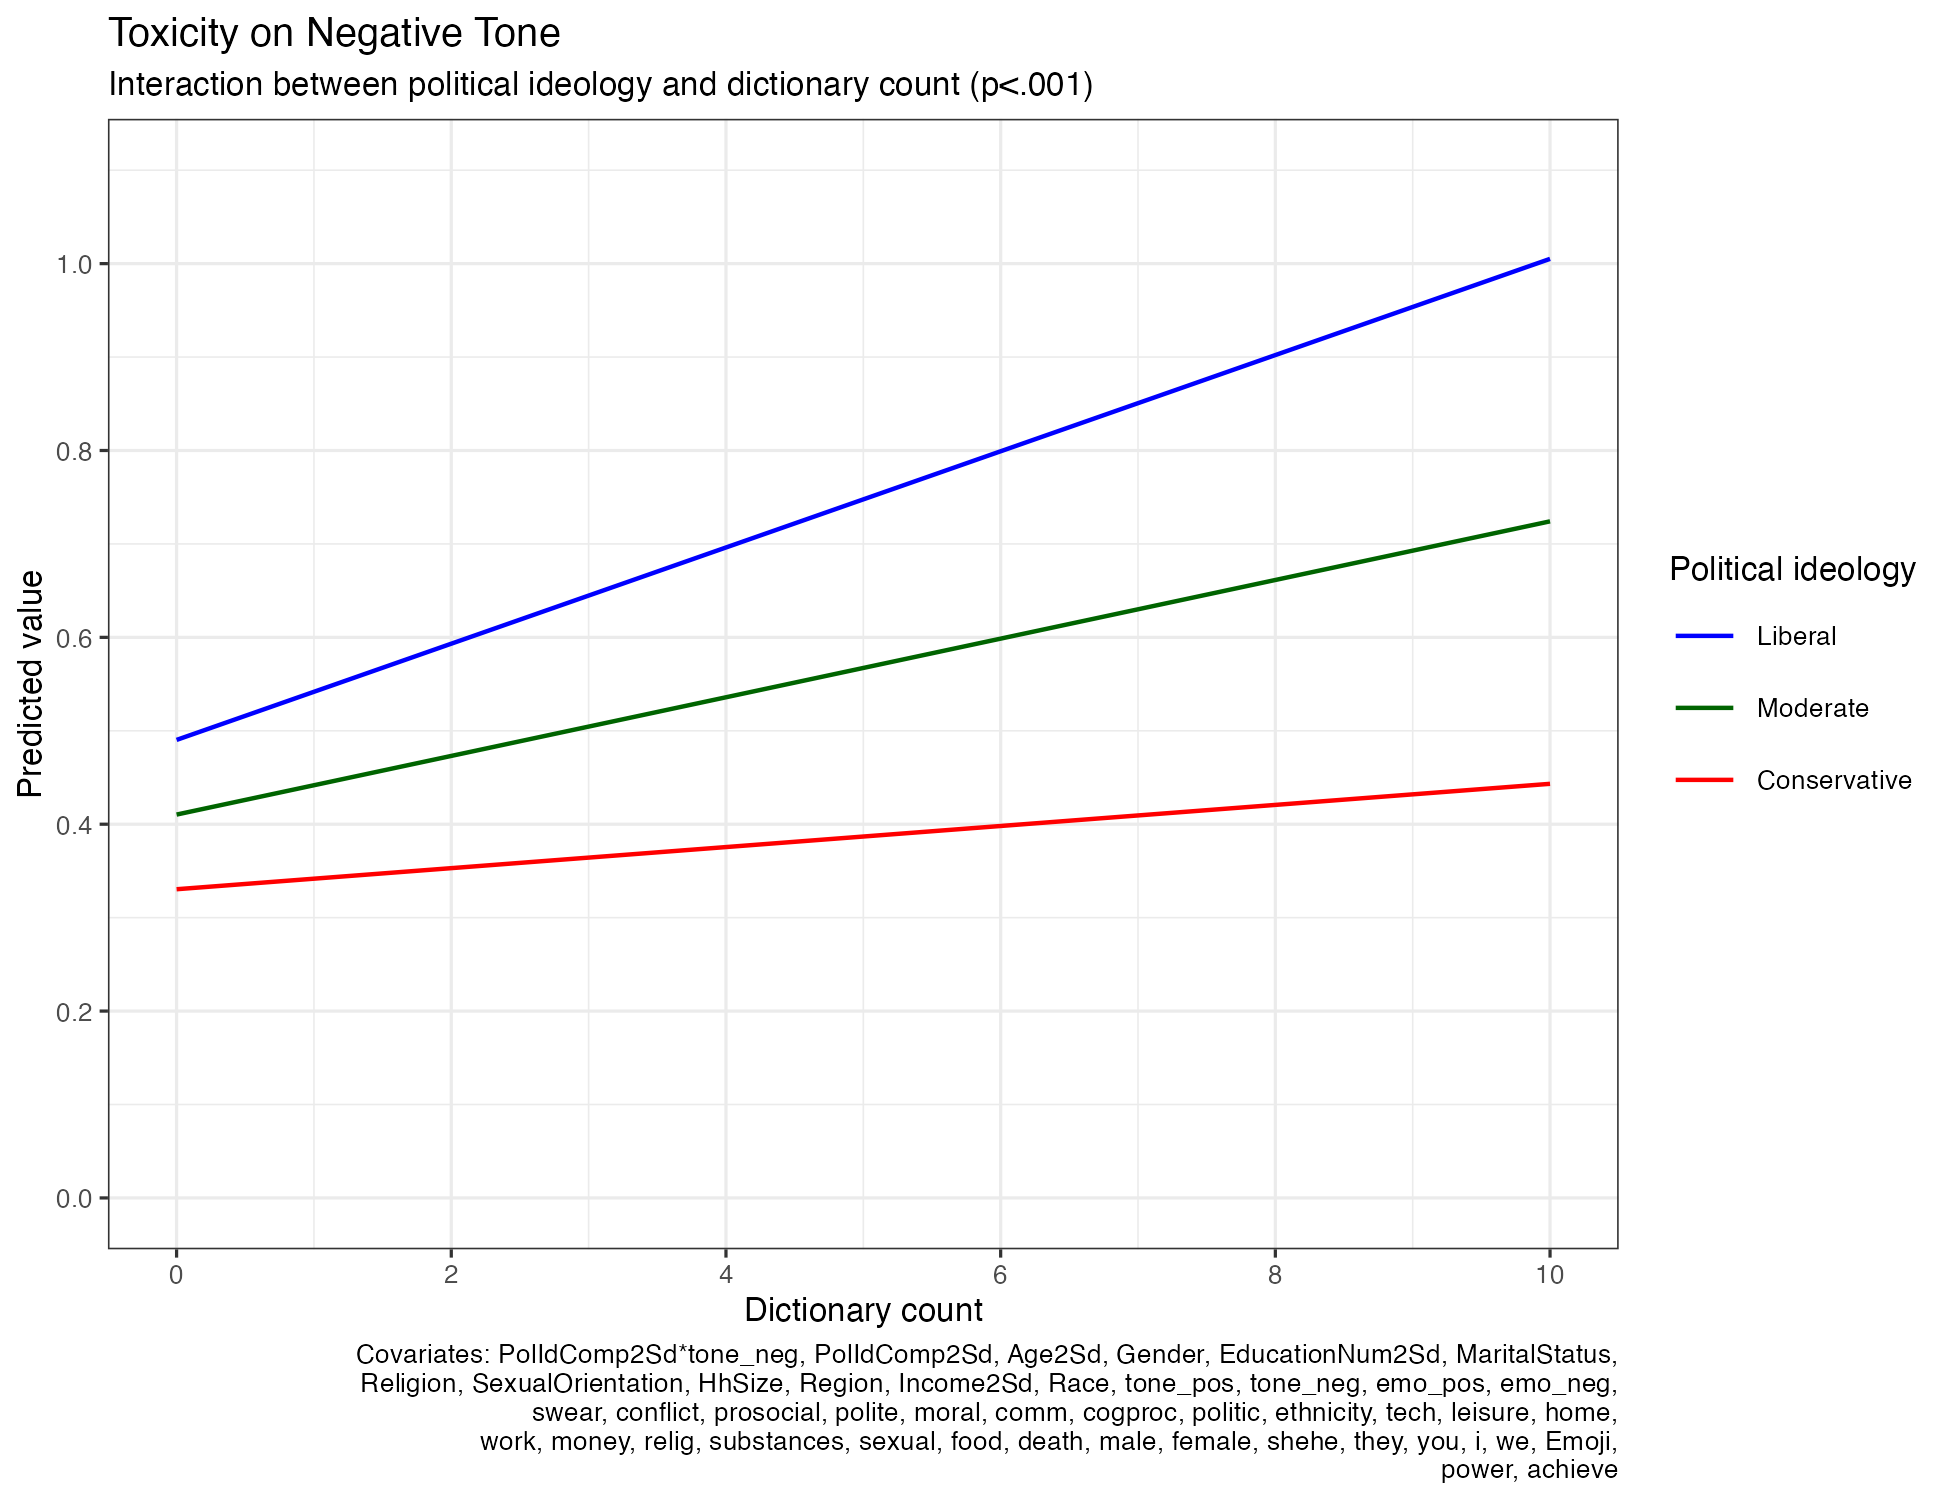 Toxicity on Negative Tone
Interaction between political ideology and dictionary count (p<.001)
Predicted value
1.0
0.8
0.6
0.4
0.2
0.0
0 2 4 6 8 10
Dictionary count
Political ideology
Liberal
Moderate
Conservative
Covariates: PolIdComp2Sd*tone_neg, PolIdComp2Sd, Age2Sd, Gender, EducationNum2Sd, MaritalStatus,
Religion, SexualOrientation, HhSize, Region, Income2Sd, Race, tone_pos, tone_neg, emo_pos, emo_neg,
swear, conflict, prosocial, polite, moral, comm, cogproc, politic, ethnicity, tech, leisure, home,
work, money, relig, substances, sexual, food, death, male, female, shehe, they, you, i, we, Emoji,
power, achieve